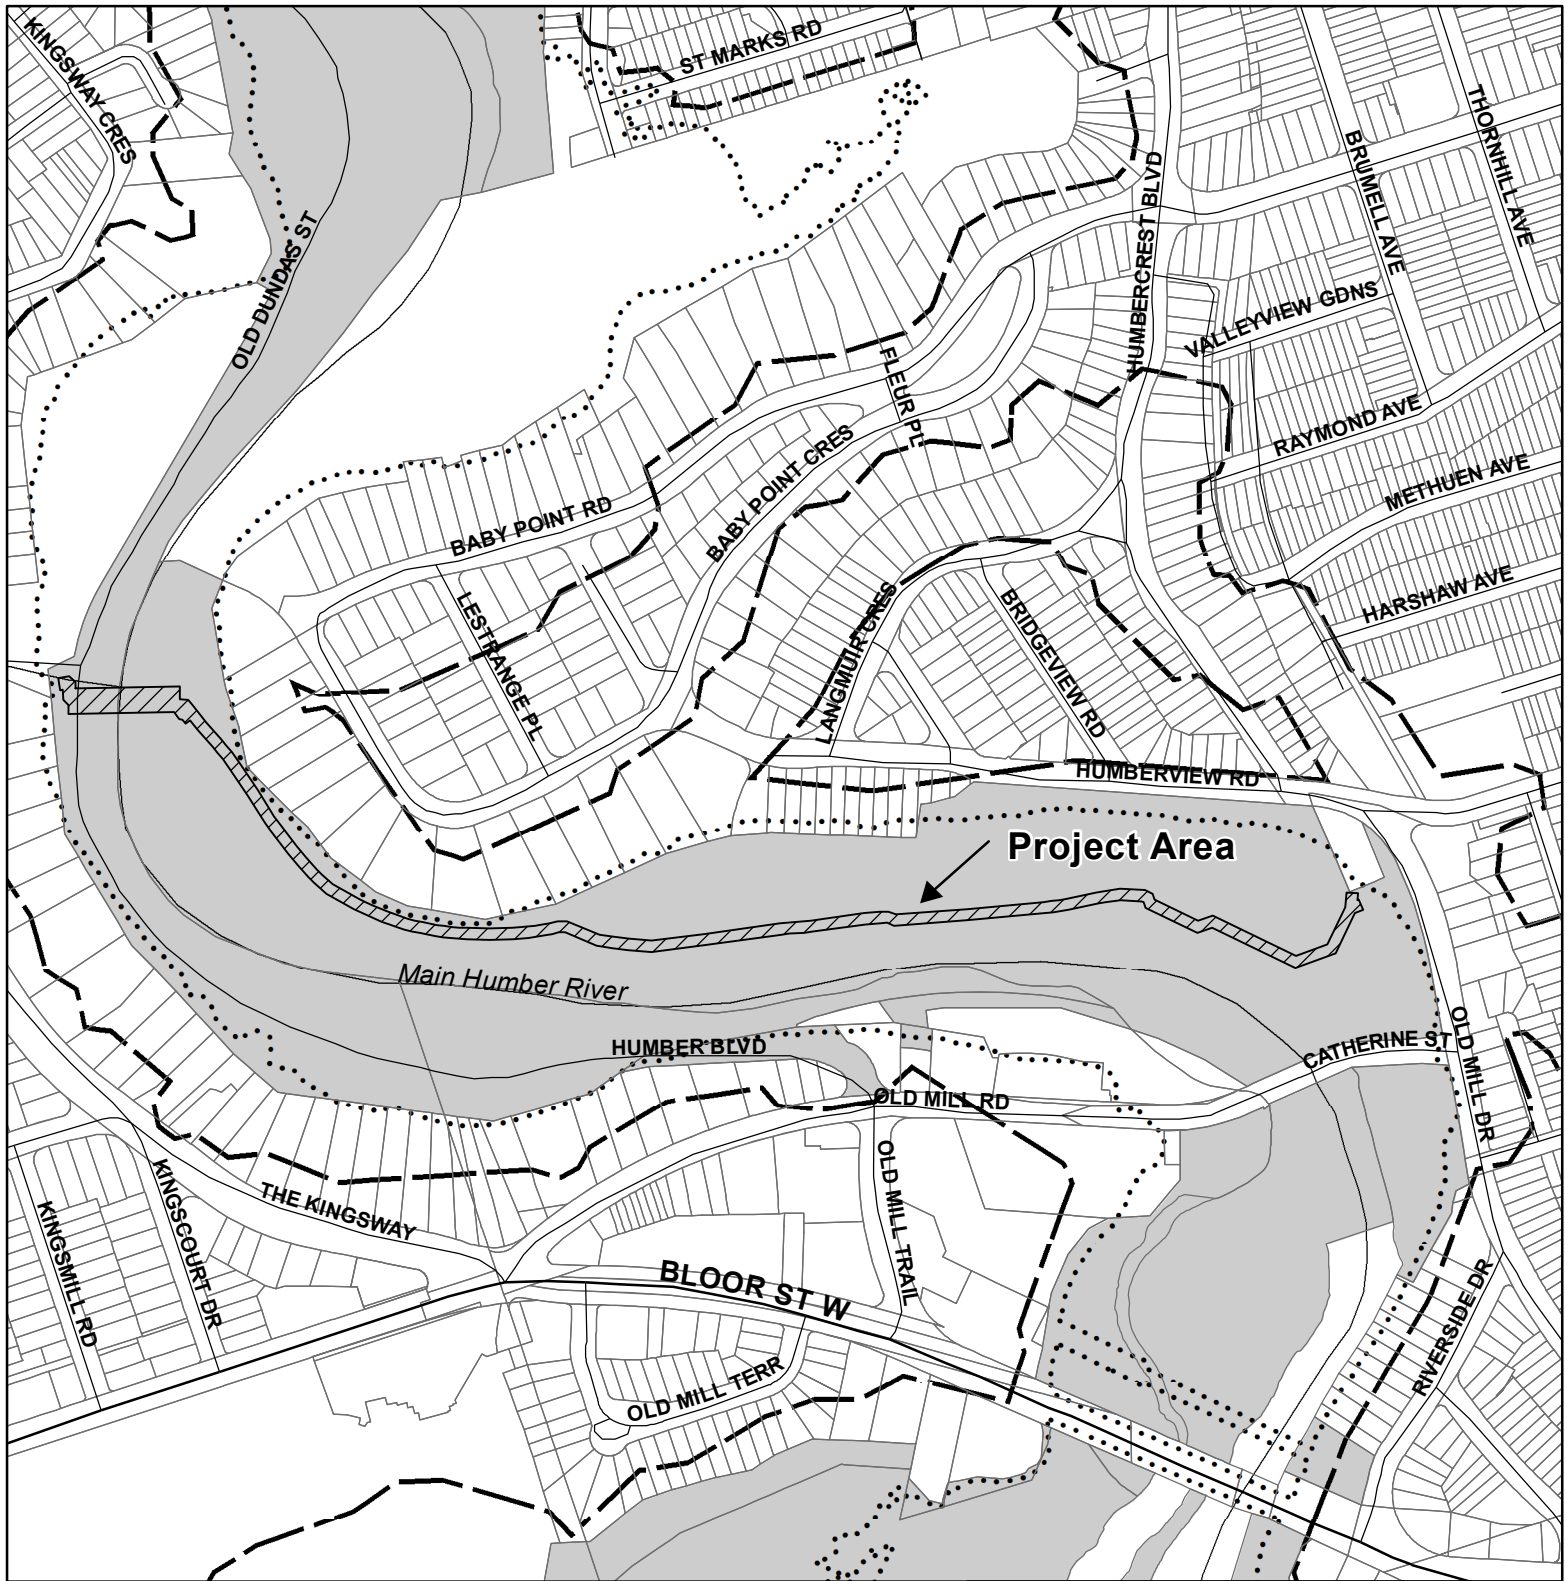 KINGSWAY CRES
ST MARKS RD
THORNHILL AVE
BRUMELL AVE
HUMBERCREST BLVD
OLD DUNDAS ST
VALLEYVIEW GDNS
FLEUR PL
RAYMOND AVE
BABY POINT CRES
METHUEN AVE
BABY POINT RD
HARSHAW AVE
LESTRANGE PL
LANGMUIR CRES
BRIDGEVIEW RD
HUMBERVIEW RD
Project Area
Main Humber River
HUMBER BLVD
CATHERINE ST
OLD MILL DR
OLD MILL RD
OLD MILL TRAIL
THE KINGSWAY
KINGSCOURT DR
KINGSMILL RD
BLOOR ST W
RIVERSIDE DR
OLD MILL TERR